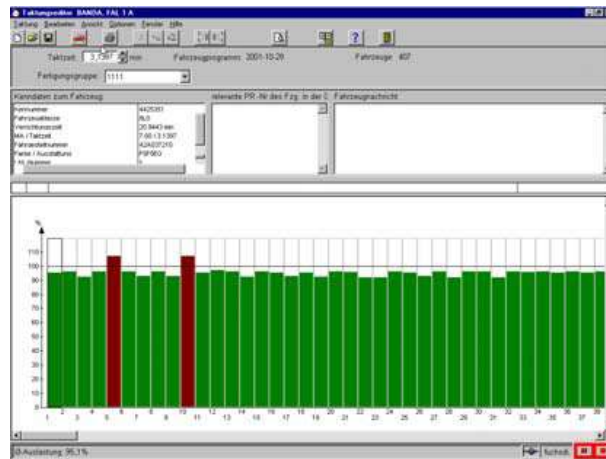 Taktungseditor BANDA, FAL 1 A
Taktung Bearbeiten Ansicht Optionen Fenster Hilfe
Taktzeit: 3,1397 min Fahrzeugprogramm: 2001-10-29 Fahrzeuge: 407
Fertigungsgruppe: 1111
Kenndaten zum Fahrzeug relevante PR-Nr des Fzg. in der G Fahrzeugnachricht
Kennummer 4425351
Fahrzeugklasse
Verrichtungszeit 20,9443 min
MA / Taktzeit
Fahrgestellnummer
Farbe / Ausstattung
%
110
100
90
80
70
60
50
40
30
20
10
0
2 4 6 8 10 12 14 16 18 20 22 24 26 28 30 32 34 36 38
1 3 5 7 9 11 13 15 17 19 21 23 25 27 29 31 33 35 37
Ø-Auslastung: 95,1%